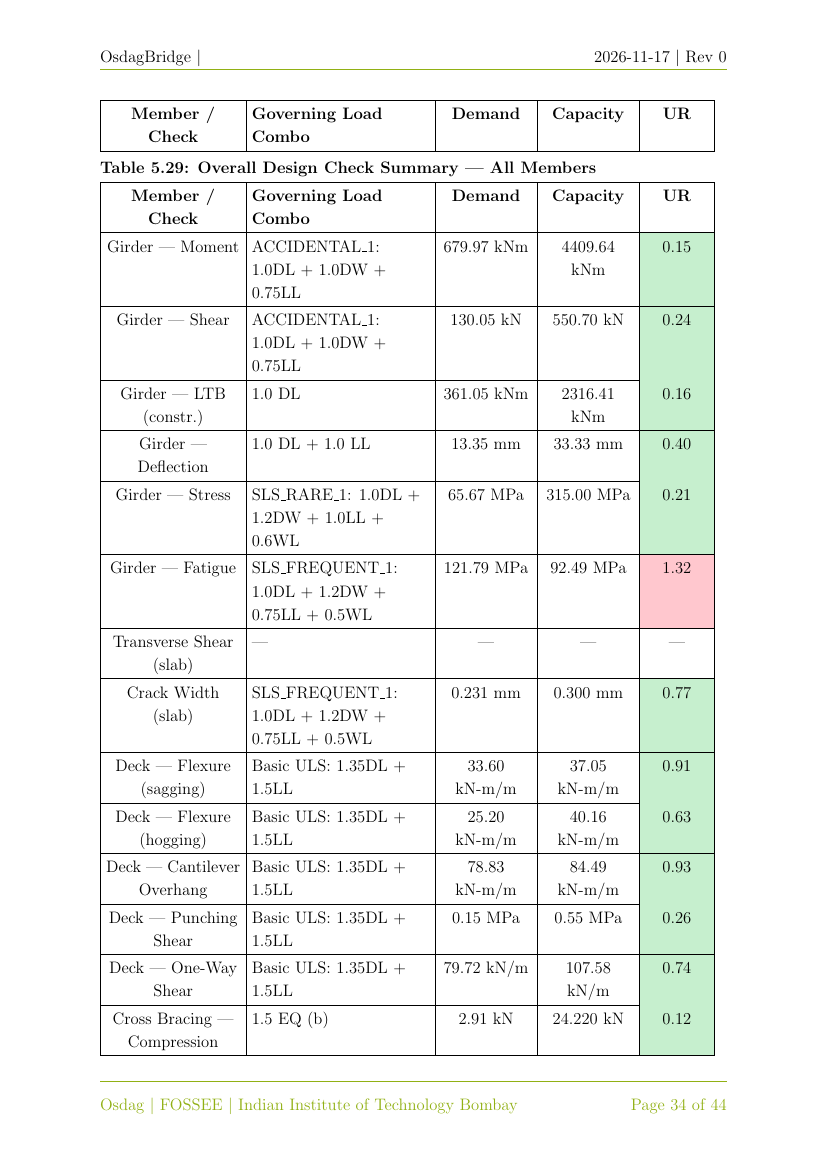 OsdagBridge | 2026-11-17 | Rev 0
Member / Governing Load Demand Capacity UR
Check Combo
Table 5.29: Overall Design Check Summary — All Members
Member / Governing Load Demand Capacity UR
Check Combo
Girder — Moment ACCIDENTAL_1: 679.97 kNm 4409.64 0.15
1.0DL + 1.0DW + kNm
0.75LL
Girder — Shear ACCIDENTAL_1: 130.05 kN 550.70 kN 0.24
1.0DL + 1.0DW +
0.75LL
Girder — LTB 1.0 DL 361.05 kNm 2316.41 0.16
(constr.) kNm
Girder — 1.0 DL + 1.0 LL 13.35 mm 33.33 mm 0.40
Deflection
Girder — Stress SLS_RARE_1: 1.0DL + 65.67 MPa 315.00 MPa 0.21
1.2DW + 1.0LL +
0.6WL
Girder — Fatigue SLS_FREQUENT_1: 121.79 MPa 92.49 MPa 1.32
1.0DL + 1.2DW +
0.75LL + 0.5WL
Transverse Shear — — — —
(slab)
Crack Width SLS_FREQUENT_1: 0.231 mm 0.300 mm 0.77
(slab) 1.0DL + 1.2DW +
0.75LL + 0.5WL
Deck — Flexure Basic ULS: 1.35DL + 33.60 37.05 0.91
(sagging) 1.5LL kN-m/m kN-m/m
Deck — Flexure Basic ULS: 1.35DL + 25.20 40.16 0.63
(hogging) 1.5LL kN-m/m kN-m/m
Deck — Cantilever Basic ULS: 1.35DL + 78.83 84.49 0.93
Overhang 1.5LL kN-m/m kN-m/m
Deck — Punching Basic ULS: 1.35DL + 0.15 MPa 0.55 MPa 0.26
Shear 1.5LL
Deck — One-Way Basic ULS: 1.35DL + 79.72 kN/m 107.58 0.74
Shear 1.5LL kN/m
Cross Bracing — 1.5 EQ (b) 2.91 kN 24.220 kN 0.12
Compression
Osdag | FOSSEE | Indian Institute of Technology Bombay Page 34 of 44